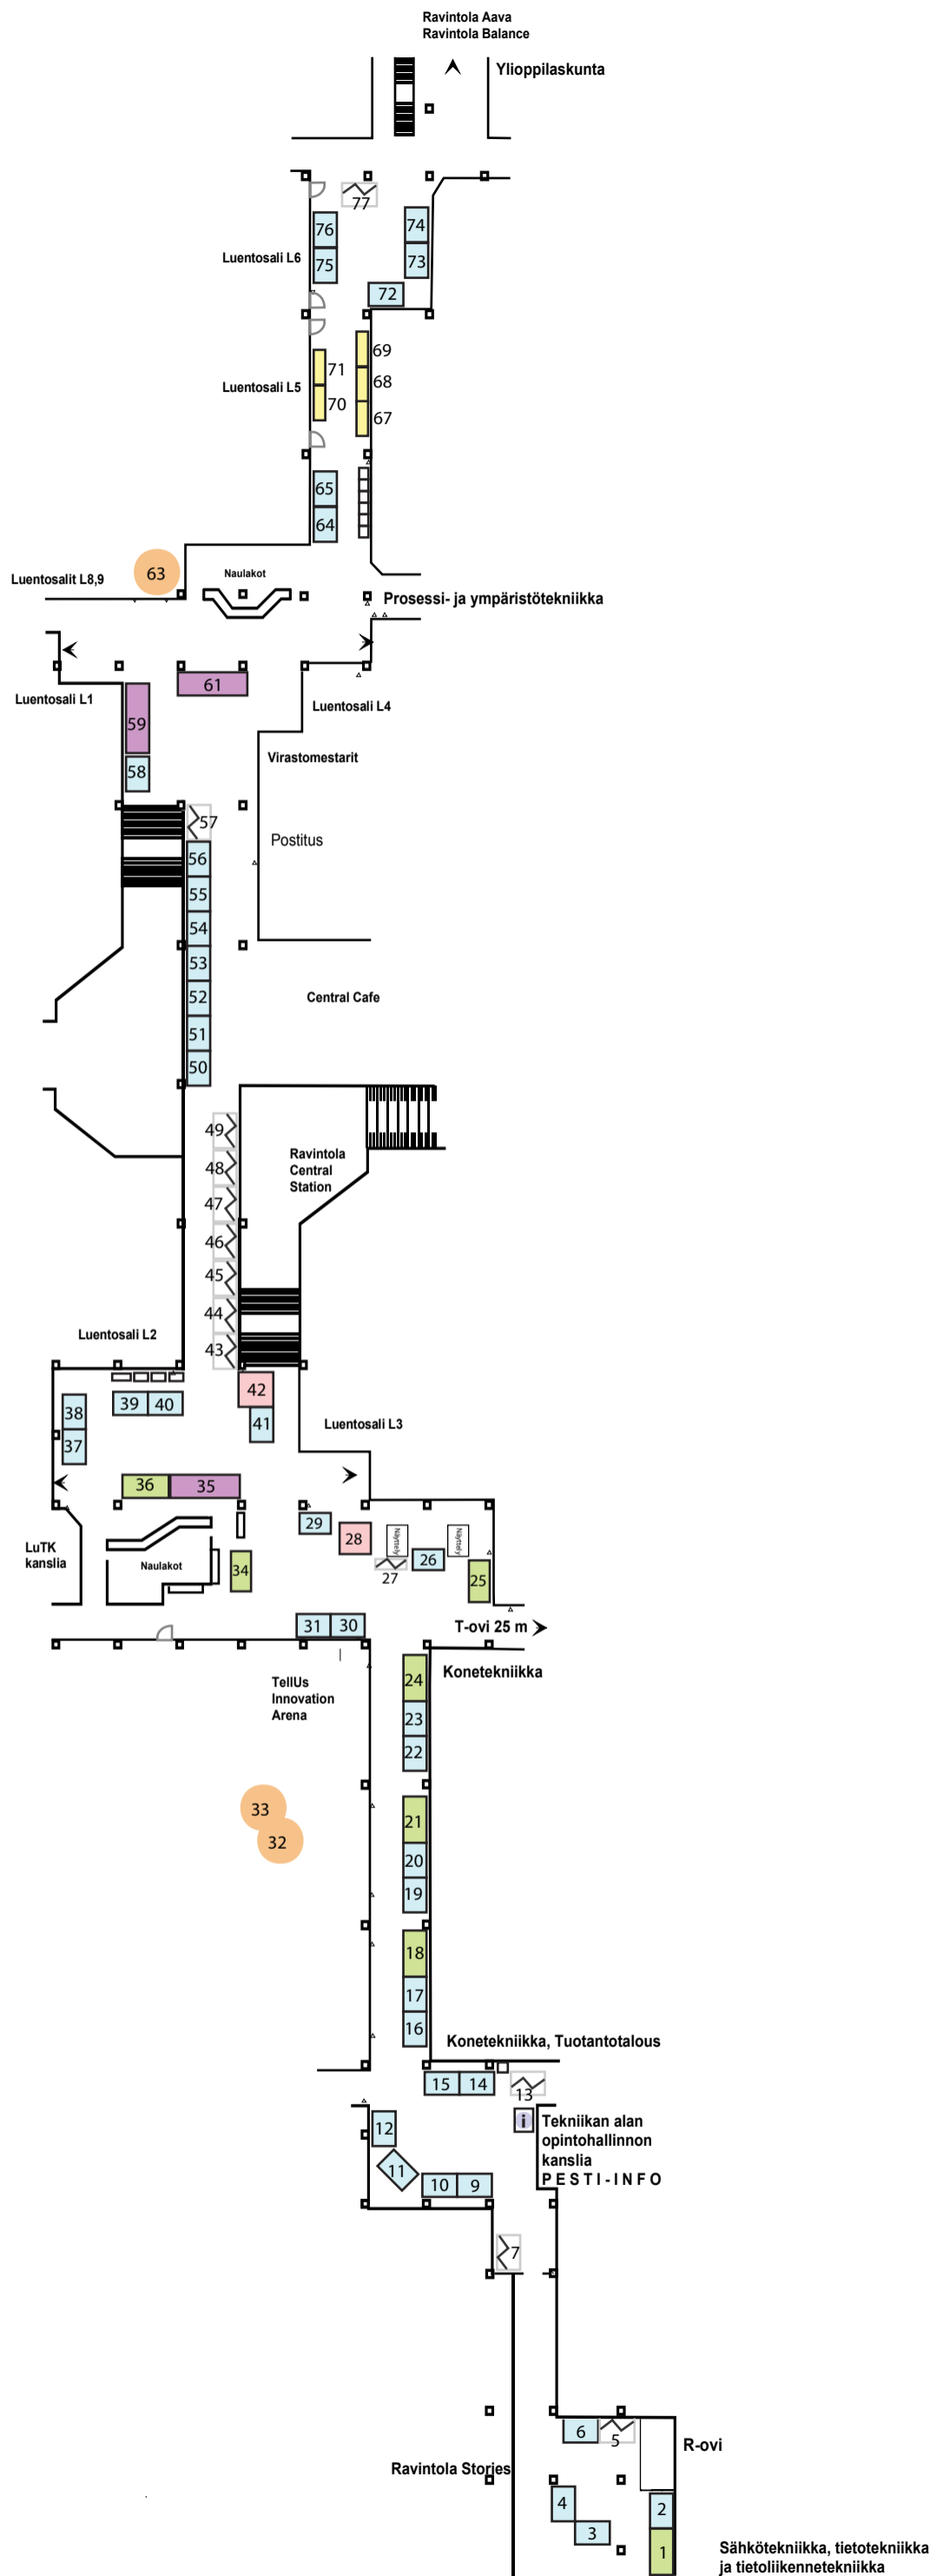 Ravintola Aava
Ravintola Balance
Ylioppilaskunta
77
76
74
Luentosali L6
75
73
72
69
71
68
Luentosali L5
70
67
65
64
63
Naulakot
Luentosalit L8,9
Prosessi- ja ympäristötekniikka
61
Luentosali L1
Luentosali L4
59
Virastomestarit
58
57
Postitus
56
55
54
53
52
Central Cafe
51
50
49
Ravintola
Central
Station
48
47
46
45
44
Luentosali L2
43
42
39
40
38
41
Luentosali L3
37
36
35
29
28
Näyttely
Näyttely
LuTK
kanslia
Naulakot
26
27
34
25
31
30
T-ovi 25 m
Konetekniikka
TellUs
Innovation
Arena
24
23
22
33
21
32
20
19
18
17
16
Konetekniikka, Tuotantotalous
15
14
13
12
i
Tekniikan alan
opintohallinnon
kanslia
PESTI-INFO
11
10
9
7
6
5
R-ovi
Ravintola Stories
4
2
3
1
Sähkötekniikka, tietotekniikka
ja tietoliikennetekniikka